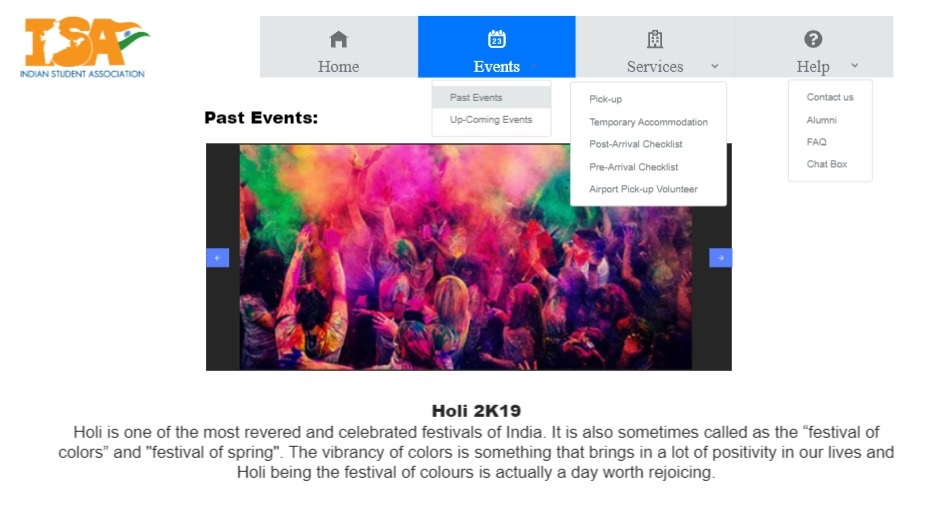 ISA
INDIAN STUDENT ASSOCIATION
Home
23
Events
Services
Help
Past Events
Up-Coming Events
Pick-up
Temporary Accommodation
Post-Arrival Checklist
Pre-Arrival Checklist
Airport Pick-up Volunteer
Contact us
Alumni
FAQ
Chat Box
Past Events:
Holi 2K19
Holi is one of the most revered and celebrated festivals of India. It is also sometimes called as the “festival of
colors” and "festival of spring". The vibrancy of colors is something that brings in a lot of positivity in our lives and
Holi being the festival of colours is actually a day worth rejoicing.